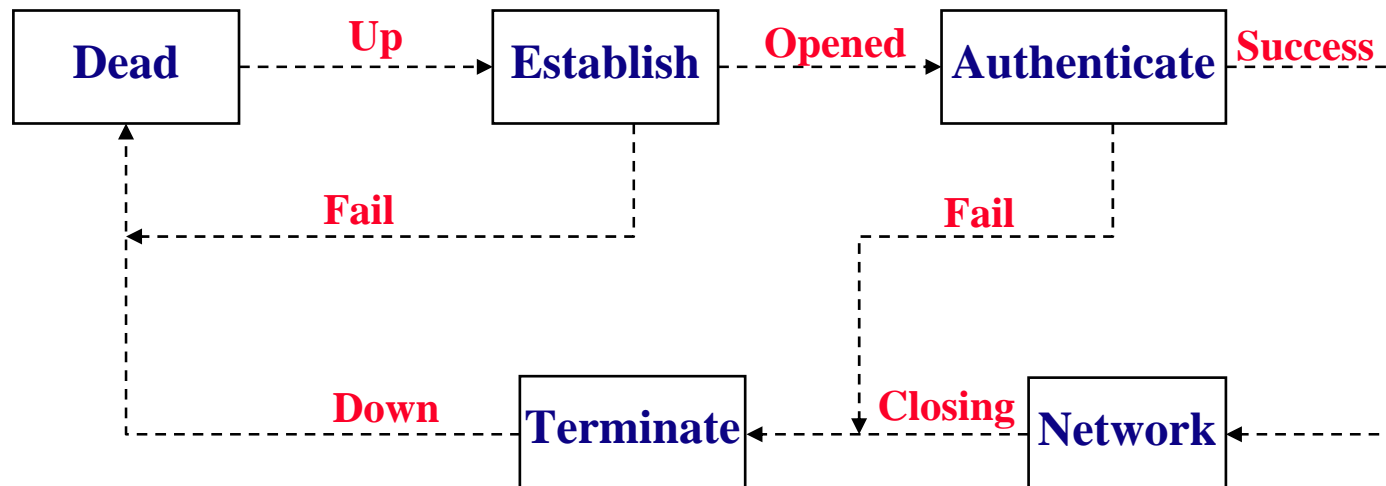 Dead
Up
Establish
Opened
Authenticate
Success
Fail
Fail
Down
Terminate
Closing
Network